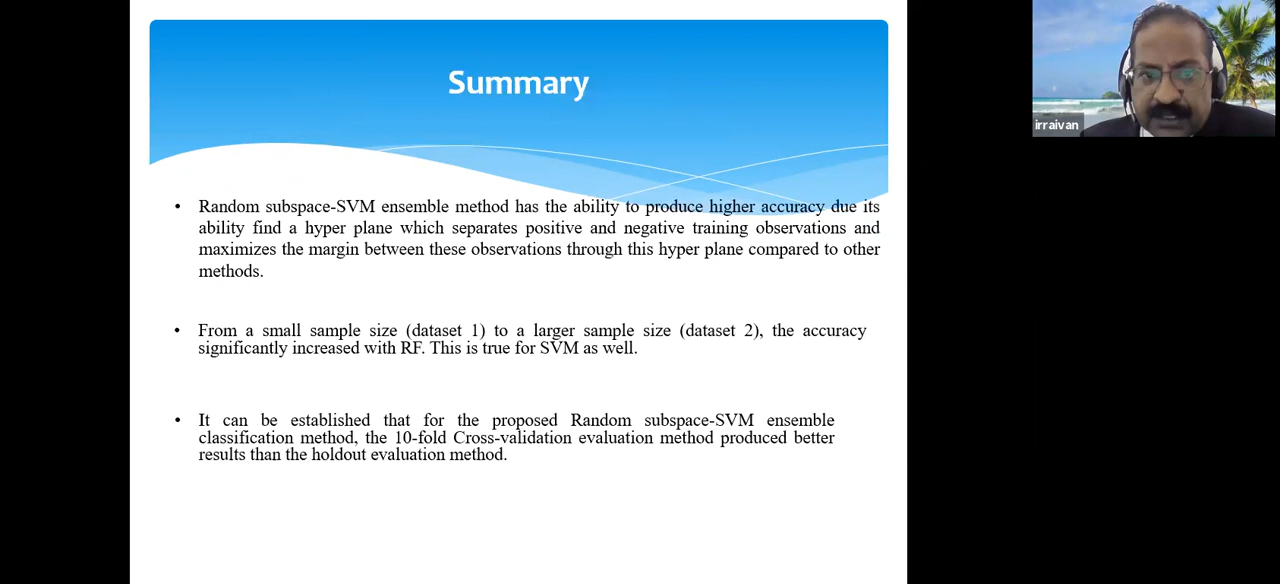 Summary
irraivan
• Random subspace-SVM ensemble method has the ability to produce higher accuracy due its
ability find a hyper plane which separates positive and negative training observations and
maximizes the margin between these observations through this hyper plane compared to other
methods.
• From a small sample size (dataset 1) to a larger sample size (dataset 2), the accuracy
significantly increased with RF. This is true for SVM as well.
• It can be established that for the proposed Random subspace-SVM ensemble
classification method, the 10-fold Cross-validation evaluation method produced better
results than the holdout evaluation method.